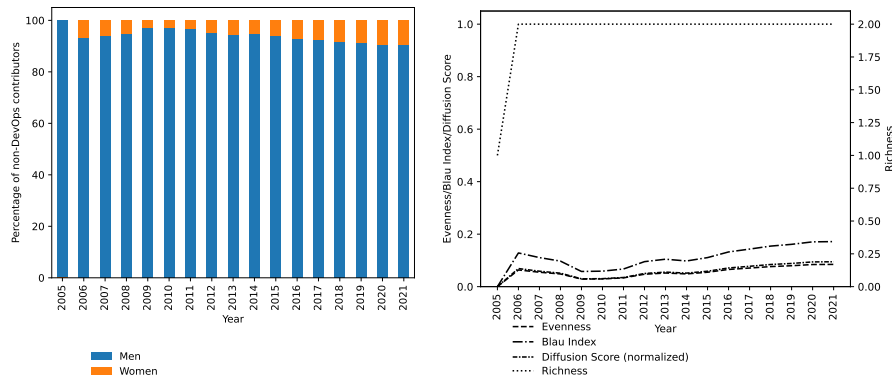 Percentage of non-DevOps contributors
100
80
60
40
20
0
2005 2006 2007 2008 2009 2010 2011 2012 2013 2014 2015 2016 2017 2018 2019 2020 2021
Year
Men
Women
Evenness/Blau Index/Diffusion Score
1.0
0.8
0.6
0.4
0.2
0.0
2.00
1.75
1.50
1.25
1.00
0.75
0.50
0.25
0.00
Richness
2005 2006 2007 2008 2009 2010 2011 2012 2013 2014 2015 2016 2017 2018 2019 2020 2021
Year
Evenness
Blau Index
Diffusion Score (normalized)
Richness